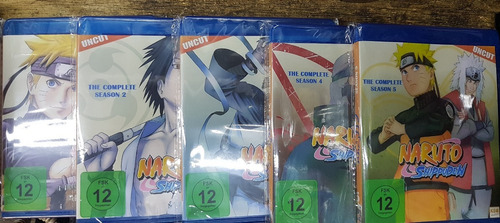 UNCUT
THE COMPLETE
SEASON 2
FSK
12
NARUTO
SHIPPUDEN
FSK
12
THE COMPLETE
SEASON 4
FSK
12
UNCUT
THE COMPLETE
SEASON 5
NARUTO
SHIPPUDEN
FSK
12
FSK
12